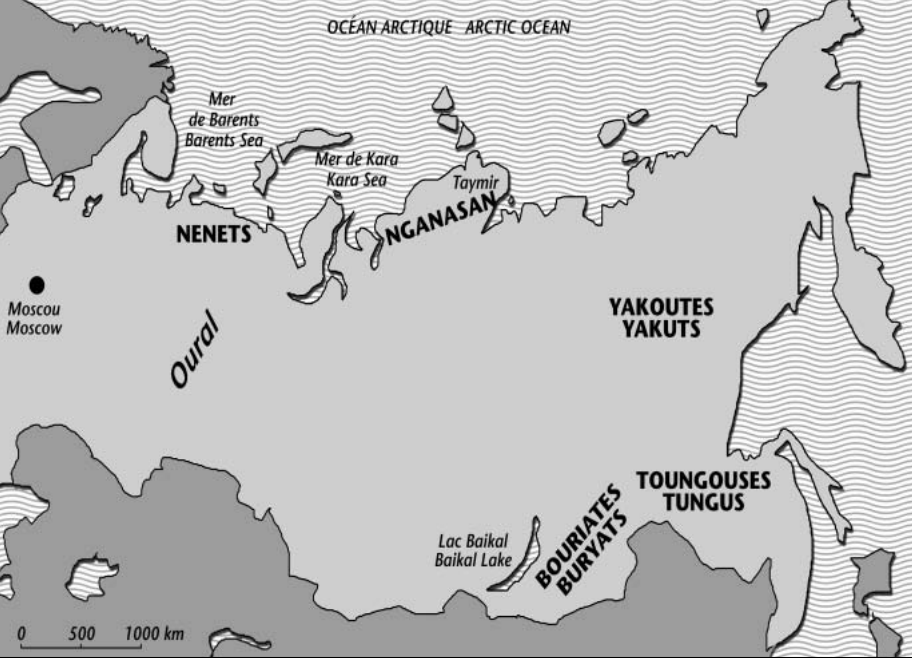 OCÉAN ARCTIQUE ARCTIC OCEAN
Mer
de Barents
Barents Sea
Mer de Kara
Kara Sea
Taymir
NGANASAN
NENETS
Moscou
Moscow
Oural
YAKOUTES
YAKUTS
TOUNGOUSES
TUNGUS
BOURIATES
BURYATS
Lac Baikal
Baikal Lake
0 500 1000 km